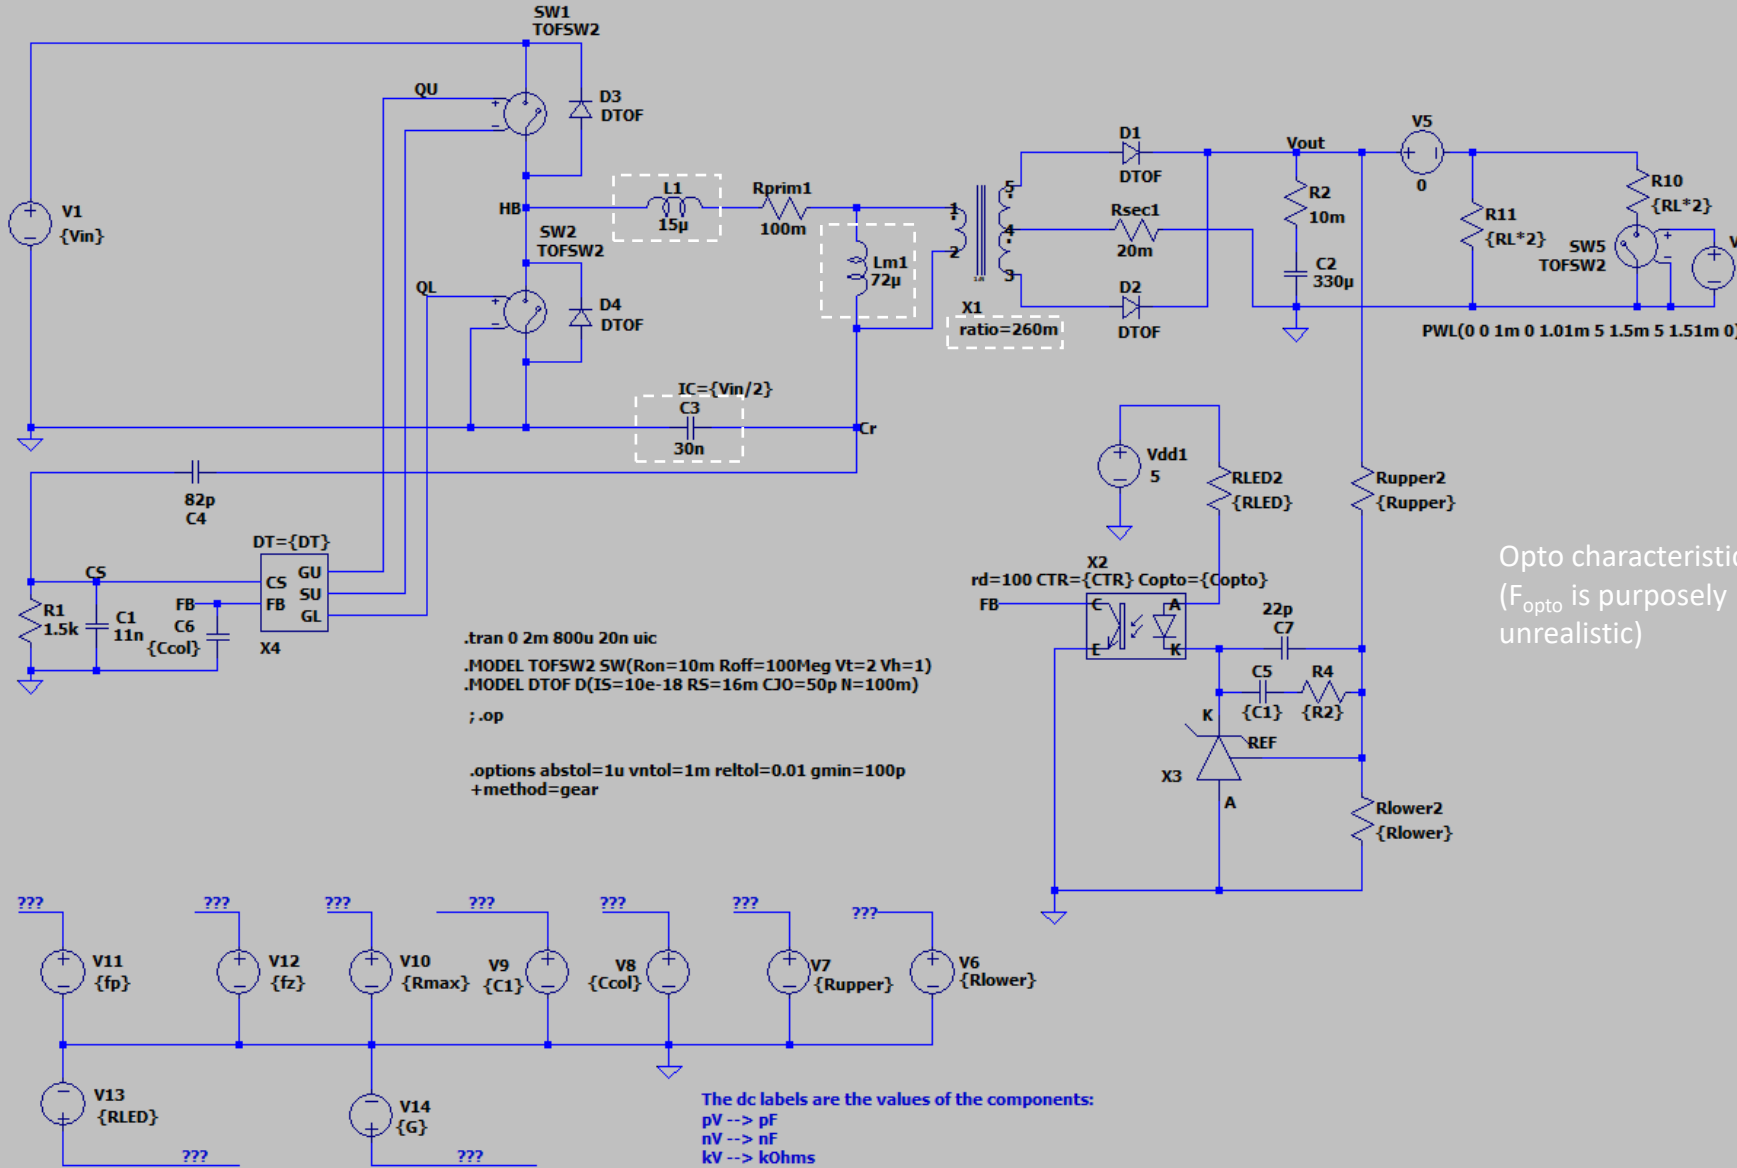 SW1
TOFSW2
QU
+
−
D3
DTOF
V1
{Vin}
HB
L1
15µ
Rprim1
100m
SW2
TOFSW2
QL
D4
DTOF
Lm1
72µ
1
2
5
4
3
X1
ratio=260m
D1
DTOF
Rsec1
20m
D2
DTOF
Vout
R2
10m
C2
330µ
V5
0
R11
{RL*2}
R10
{RL*2}
SW5
TOFSW2
V
PWL(0 0 1m 0 1.01m 5 1.5m 5 1.51m 0)
IC={Vin/2}
C3
30n
Cr
82p
C4
DT={DT}
CS
CS
FB
FB
GU
SU
GL
X4
R1
1.5k
C1
11n
C6
{Ccol}
.tran 0 2m 800u 20n uic
.MODEL TOFSW2 SW(Ron=10m Roff=100Meg Vt=2 Vh=1)
.MODEL DTOF D(IS=10e-18 RS=16m CJO=50p N=100m)
; .op
.options abstol=1u vntol=1m reltol=0.01 gmin=100p
+method=gear
Vdd1
5
RLED2
{RLED}
Rupper2
{Rupper}
X2
rd=100 CTR={CTR} Copto={Copto}
FB
C
A
E
K
22p
C7
C5
{C1}
R4
{R2}
K
REF
X3
A
Rlower2
{Rlower}
Opto characteristic
(Fopto is purposely
unrealistic)
???
???
???
???
???
???
???
V11
{fp}
V12
{fz}
V10
{Rmax}
V9
{C1}
V8
{Ccol}
V7
{Rupper}
V6
{Rlower}
V13
{RLED}
???
V14
{G}
???
The dc labels are the values of the components:
pV --> pF
nV --> nF
kV --> kOhms